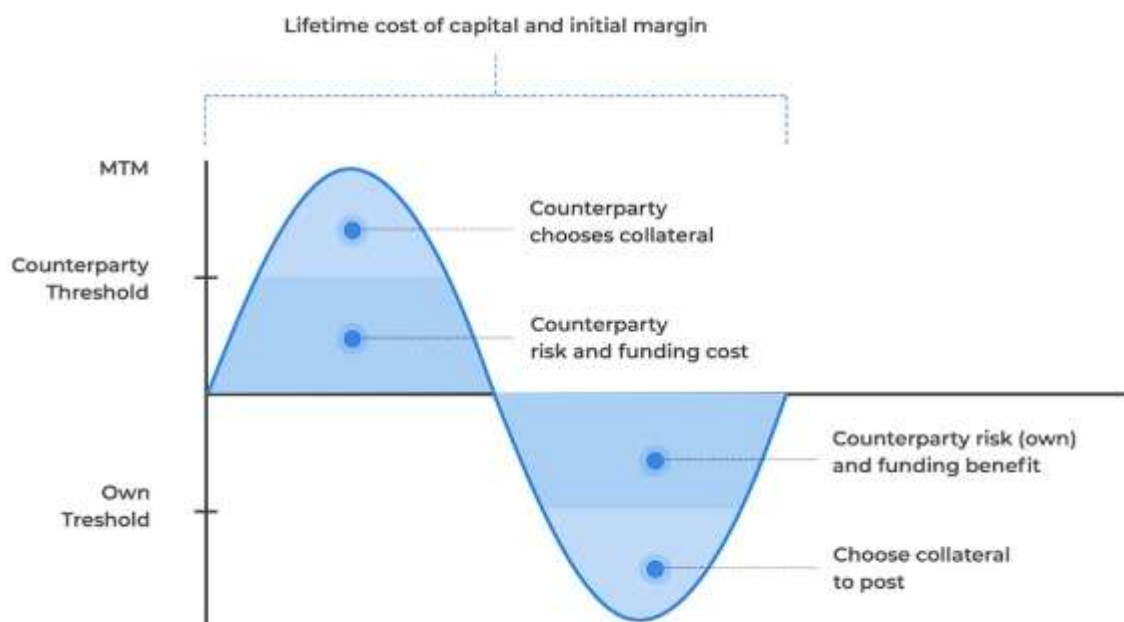 Lifetime cost of capital and initial margin
MTM
Counterparty
chooses collateral
Counterparty
Threshold
Counterparty
risk and funding cost
Counterparty risk (own)
and funding benefit
Own
Treshold
Choose collateral
to post